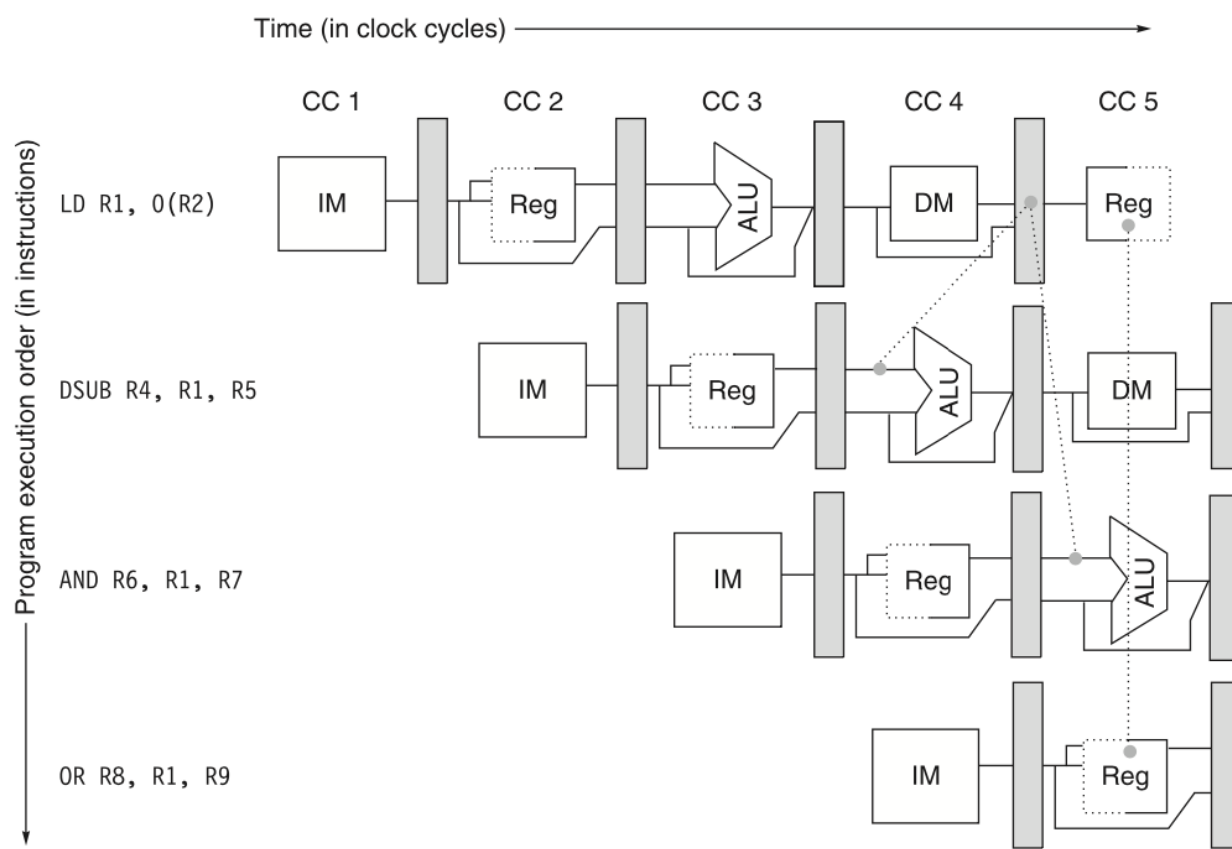 Time (in clock cycles)
CC 1 CC 2 CC 3 CC 4 CC 5
Program execution order (in instructions)
LD R1, 0(R2) IM Reg ALU DM Reg
DSUB R4, R1, R5 IM Reg ALU DM
AND R6, R1, R7 IM Reg ALU
OR R8, R1, R9 IM Reg